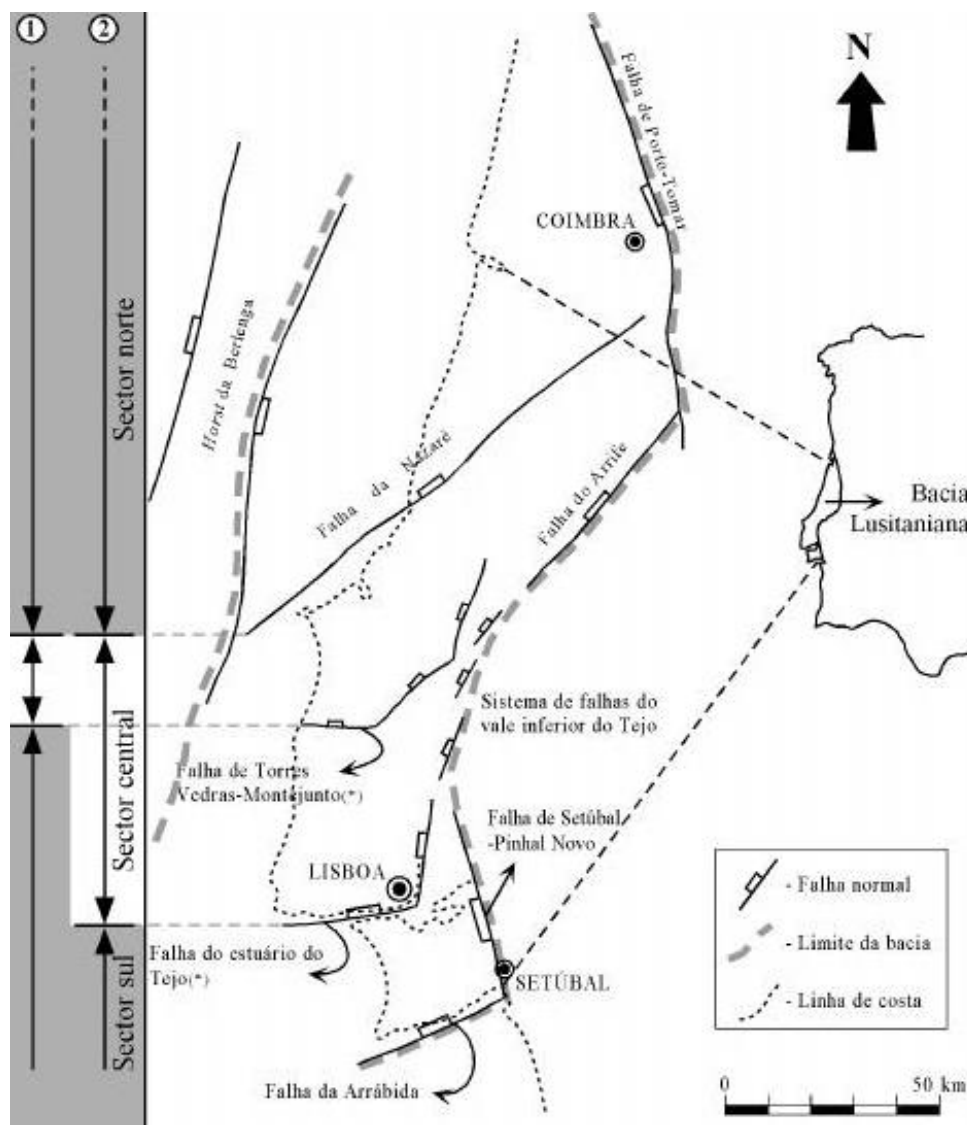 1
2
N
Falha de Porto-Tomar
COIMBRA
Sector norte
Horst da Berlenga
Falha da Nazaré
Falha do Arrife
Bacia
Lusitaniana
Sistema de falhas do
vale inferior do Tejo
Sector central
Falha de Torres
Vedras-Montejunto(*)
Falha de Setúbal
-Pinhal Novo
LISBOA
- Falha normal
- Limite da bacia
- Linha de costa
Falha do estuário do
Tejo(*)
SETÚBAL
Sector sul
Falha da Arrábida
0
50 km